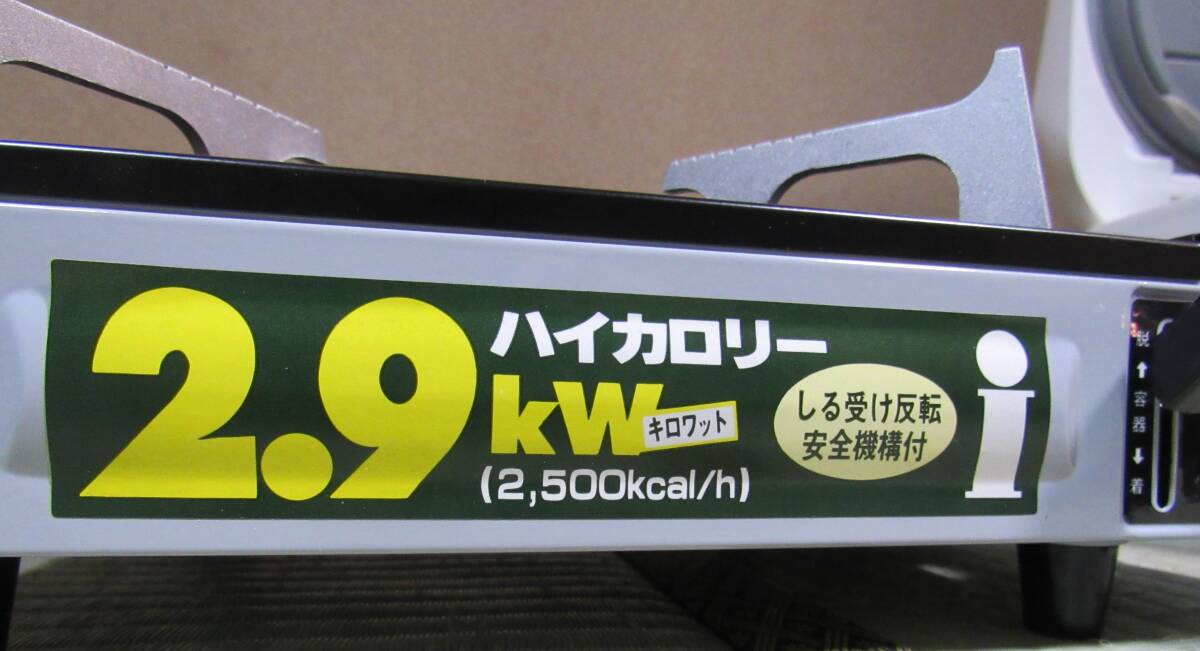 2.9
ハイカロリー
kW キロワット
(2,500kcal/h)
しる受け反転
安全機構付
i
脱
↑
容
器
↓
着